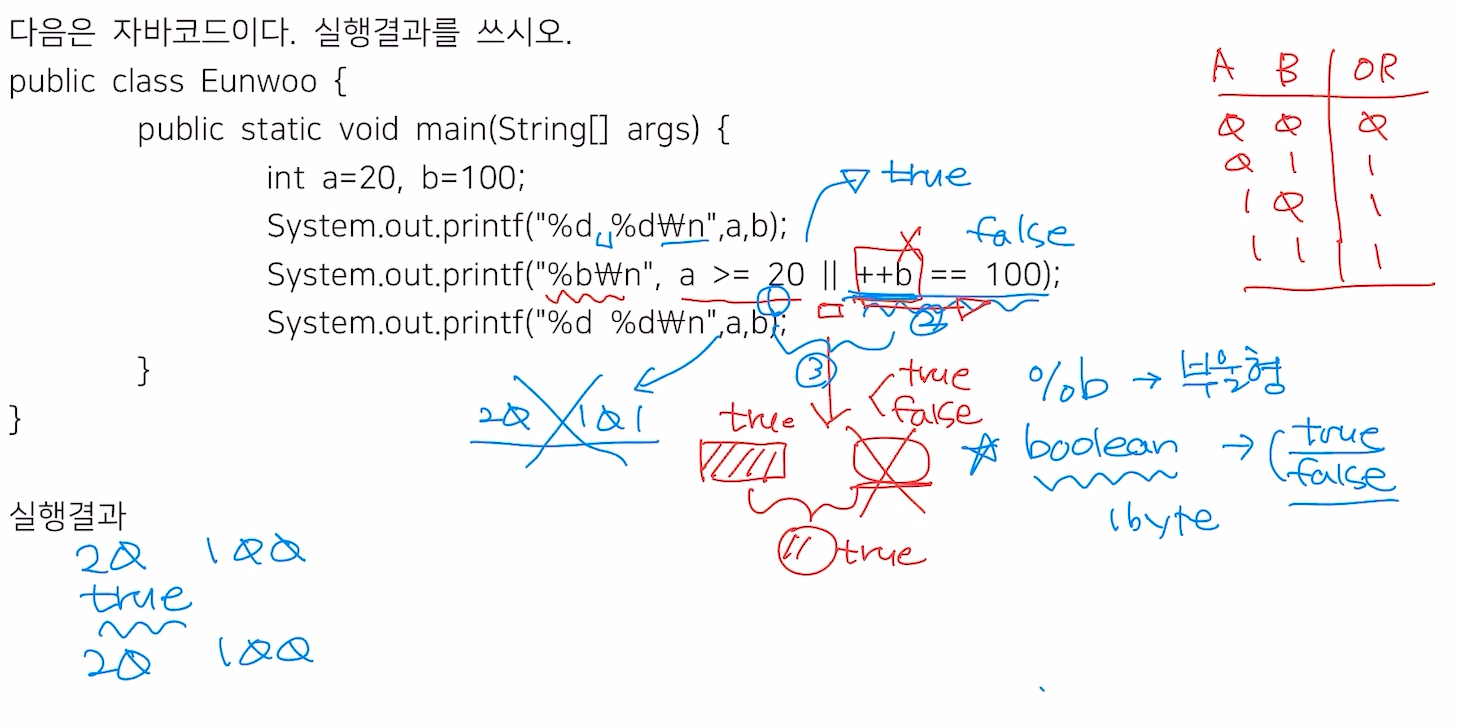 다음은 자바코드이다. 실행결과를 쓰시오.
public class Eunwoo {
public static void main(String[] args) {
int a=20, b=100;
System.out.printf("%d %d₩n",a,b);
System.out.printf("%b₩n", a >= 20 || ++b == 100);
System.out.printf("%d %d₩n",a,b);
}
}
실행결과
20 100
true
20 100
A B OR
0 0 0
0 1 1
1 0 1
1 1 1
true
false
① ②
③
20 101
true
true
false
|| true
%b → 부울형
☆ boolean → ( true
false
1byte